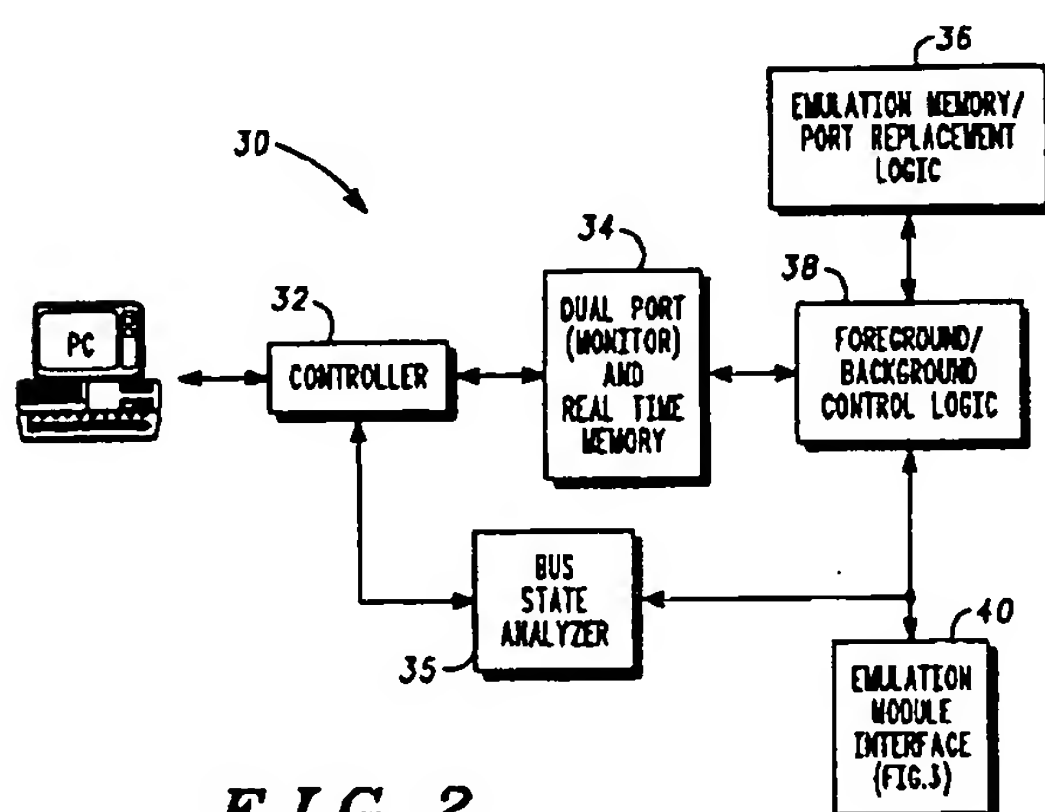 36
EMULATION MEMORY/
PORT REPLACEMENT
LOGIC
30
34
DUAL PORT
(MONITOR)
AND
REAL TIME
MEMORY
38
FOREGROUND/
BACKGROUND
CONTROL LOGIC
32
CONTROLLER
PC
BUS
STATE
ANALYZER
35
40
EMULATION
MODULE
INTERFACE
(FIG.3)
FIG. 2